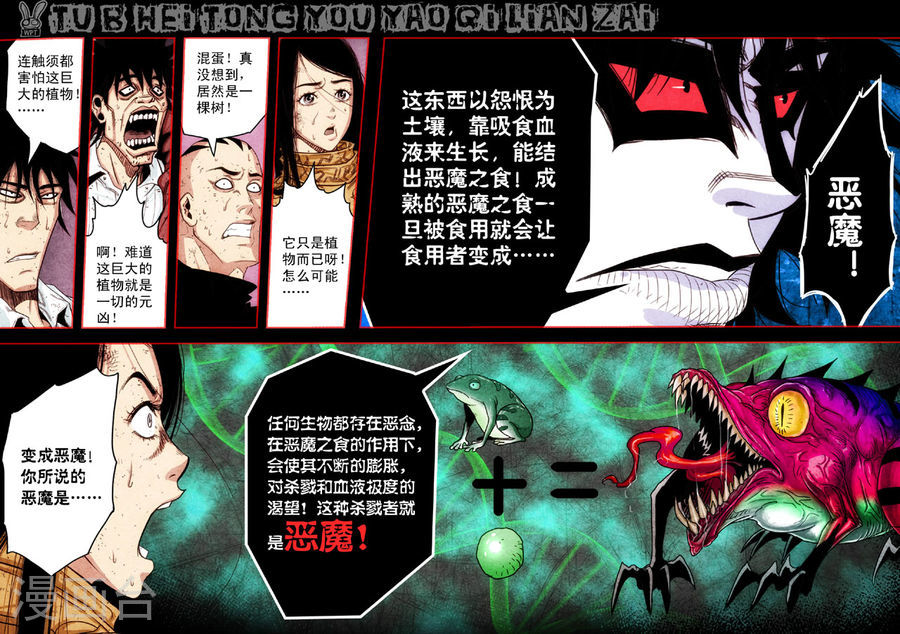 WPT
TU B HEI TONG YOU YAO QI LIAN ZAI
连触须都
害怕这巨
大的植物！
……
啊！难道
这巨大的
植物就是
一切的元
凶！
混蛋！真
没想到，
居然是一
棵树！
它只是植
物而已呀！
怎么可能
……
这东西以怨恨为
土壤，靠吸食血
液来生长，能结
出恶魔之食！成
熟的恶魔之食一
旦被食用就会让
食用者变成……
恶魔！
变成恶魔！
你所说的
恶魔是……
任何生物都存在恶念，
在恶魔之食的作用下，
会使其不断的膨胀，
对杀戮和血液极度的
渴望！这种杀戮者就
是恶魔！
+ =
漫画台